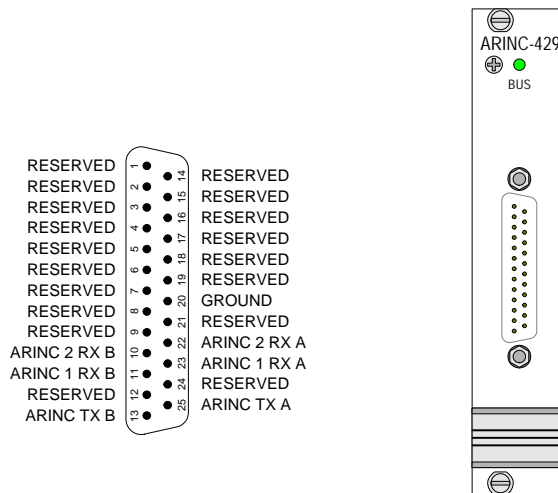 RESERVED 1
RESERVED 2
RESERVED 3
RESERVED 4
RESERVED 5
RESERVED 6
RESERVED 7
RESERVED 8
RESERVED 9
ARINC 2 RX B 10
ARINC 1 RX B 11
RESERVED 12
ARINC TX B 13
14 RESERVED
15 RESERVED
16 RESERVED
17 RESERVED
18 RESERVED
19 RESERVED
20 GROUND
21 RESERVED
22 ARINC 2 RX A
23 ARINC 1 RX A
24 RESERVED
25 ARINC TX A
ARINC-429
BUS